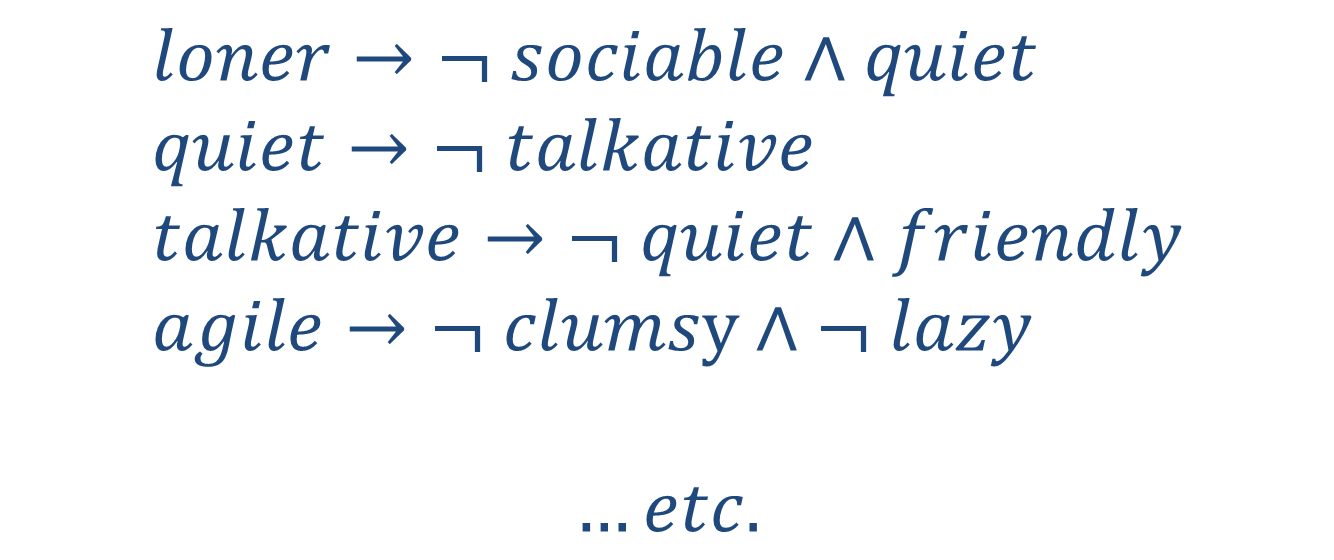 loner → ¬ sociable ∧ quiet
quiet → ¬ talkative
talkative → ¬ quiet ∧ friendly
agile → ¬ clumsy ∧ ¬ lazy
... etc.